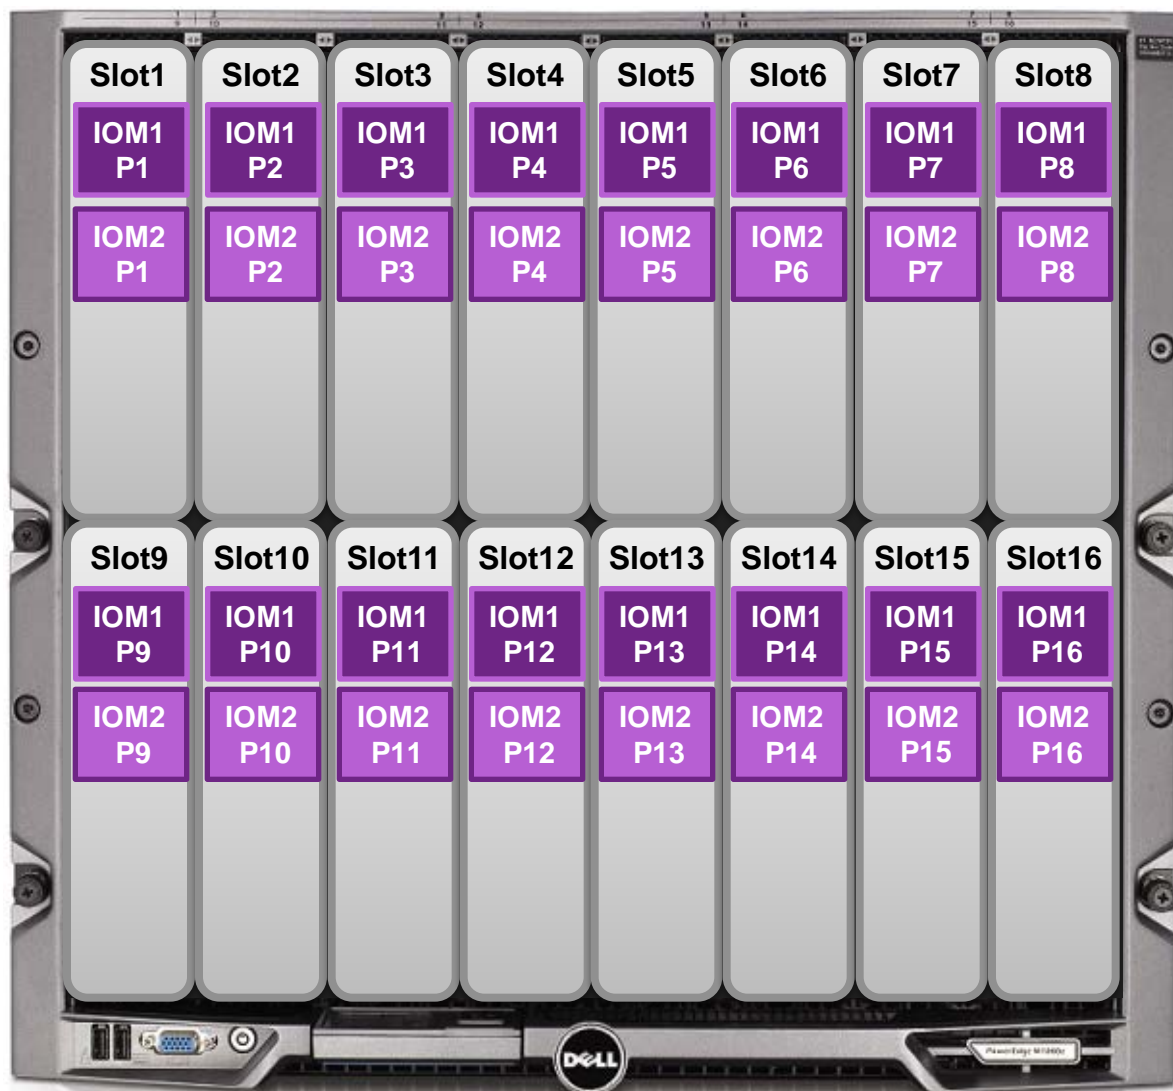 Slot1 Slot2 Slot3 Slot4 Slot5 Slot6 Slot7 Slot8
IOM1 IOM1 IOM1 IOM1 IOM1 IOM1 IOM1 IOM1
P1 P2 P3 P4 P5 P6 P7 P8
IOM2 IOM2 IOM2 IOM2 IOM2 IOM2 IOM2 IOM2
P1 P2 P3 P4 P5 P6 P7 P8
Slot9 Slot10 Slot11 Slot12 Slot13 Slot14 Slot15 Slot16
IOM1 IOM1 IOM1 IOM1 IOM1 IOM1 IOM1 IOM1
P9 P10 P11 P12 P13 P14 P15 P16
IOM2 IOM2 IOM2 IOM2 IOM2 IOM2 IOM2 IOM2
P9 P10 P11 P12 P13 P14 P15 P16
DELL